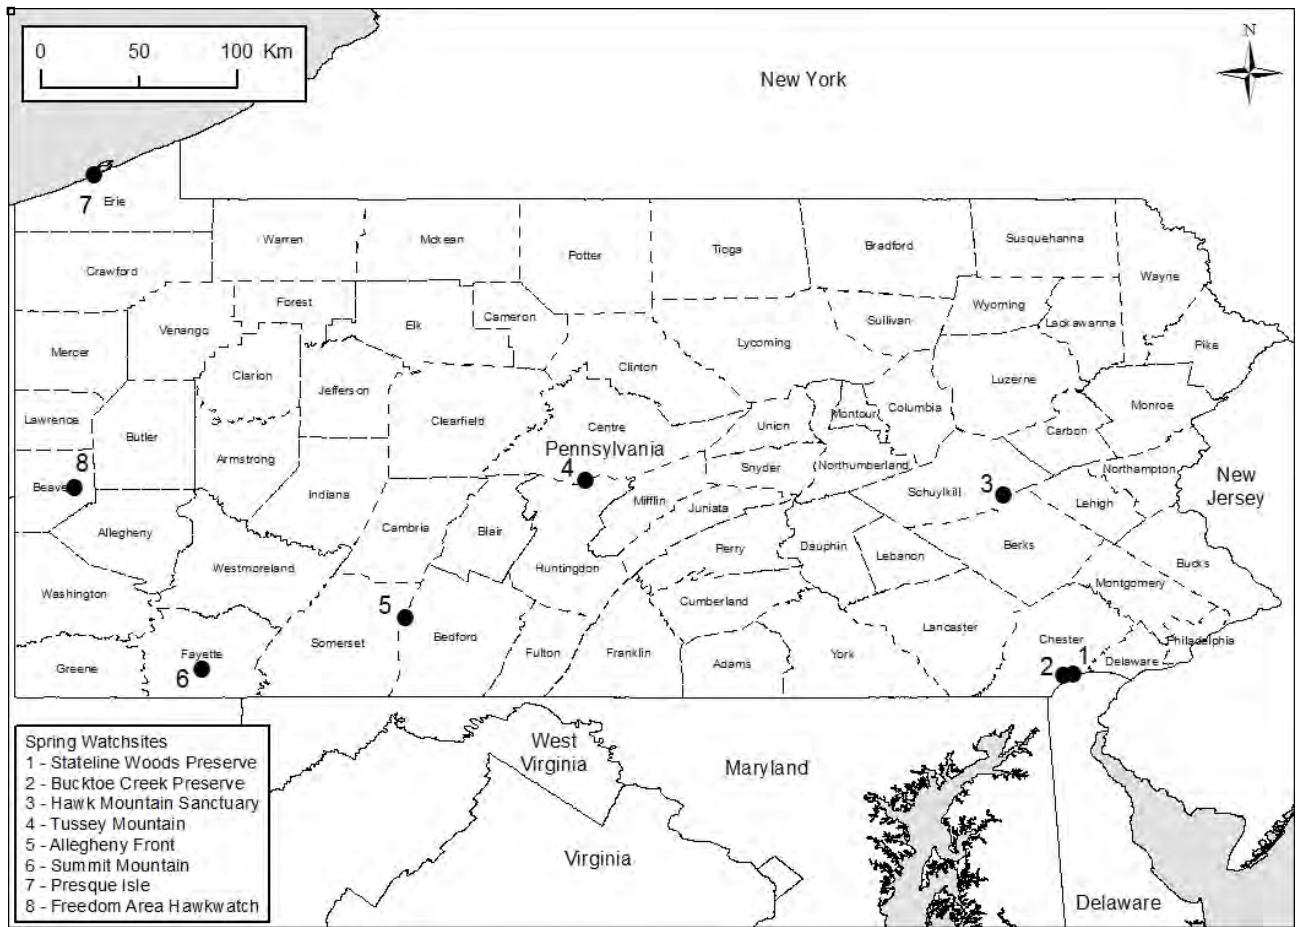 0 50 100 Km
N
New York
7 Erie
Warren Mckean Potter Tioga Bradford Susquehanna Wayne
Crawford
Forest Elk Cameron Wyoming Lackawanna
Venango Sullivan
Mercer Clarion Jefferson Clinton Lycoming Luzerne Pike
Lawrence Butler Clearfield Centre Union Montour Columbia Monroe
Carbon
Pennsylvania
8 Armstrong 4 Snyder Northumberland Northampton
Beaver Indiana Mifflin Juniata Schuylkill 3 Lehigh
New
Jersey
Allegheny Cambria Blair Perry Dauphin Lebanon Berks
Westmoreland Huntingdon Bucks
Washington 5 Cumberland Montgomery
Somerset Bedford Lancaster Chester Philadelphia
Greene Fayette Fulton Franklin Adams York Delaware
6 2 1
Spring Watchsites
1 - Stateline Woods Preserve
2 - Bucktoe Creek Preserve
3 - Hawk Mountain Sanctuary
4 - Tussey Mountain
5 - Allegheny Front
6 - Summit Mountain
7 - Presque Isle
8 - Freedom Area Hawkwatch
West
Virginia
Maryland
Virginia
Delaware